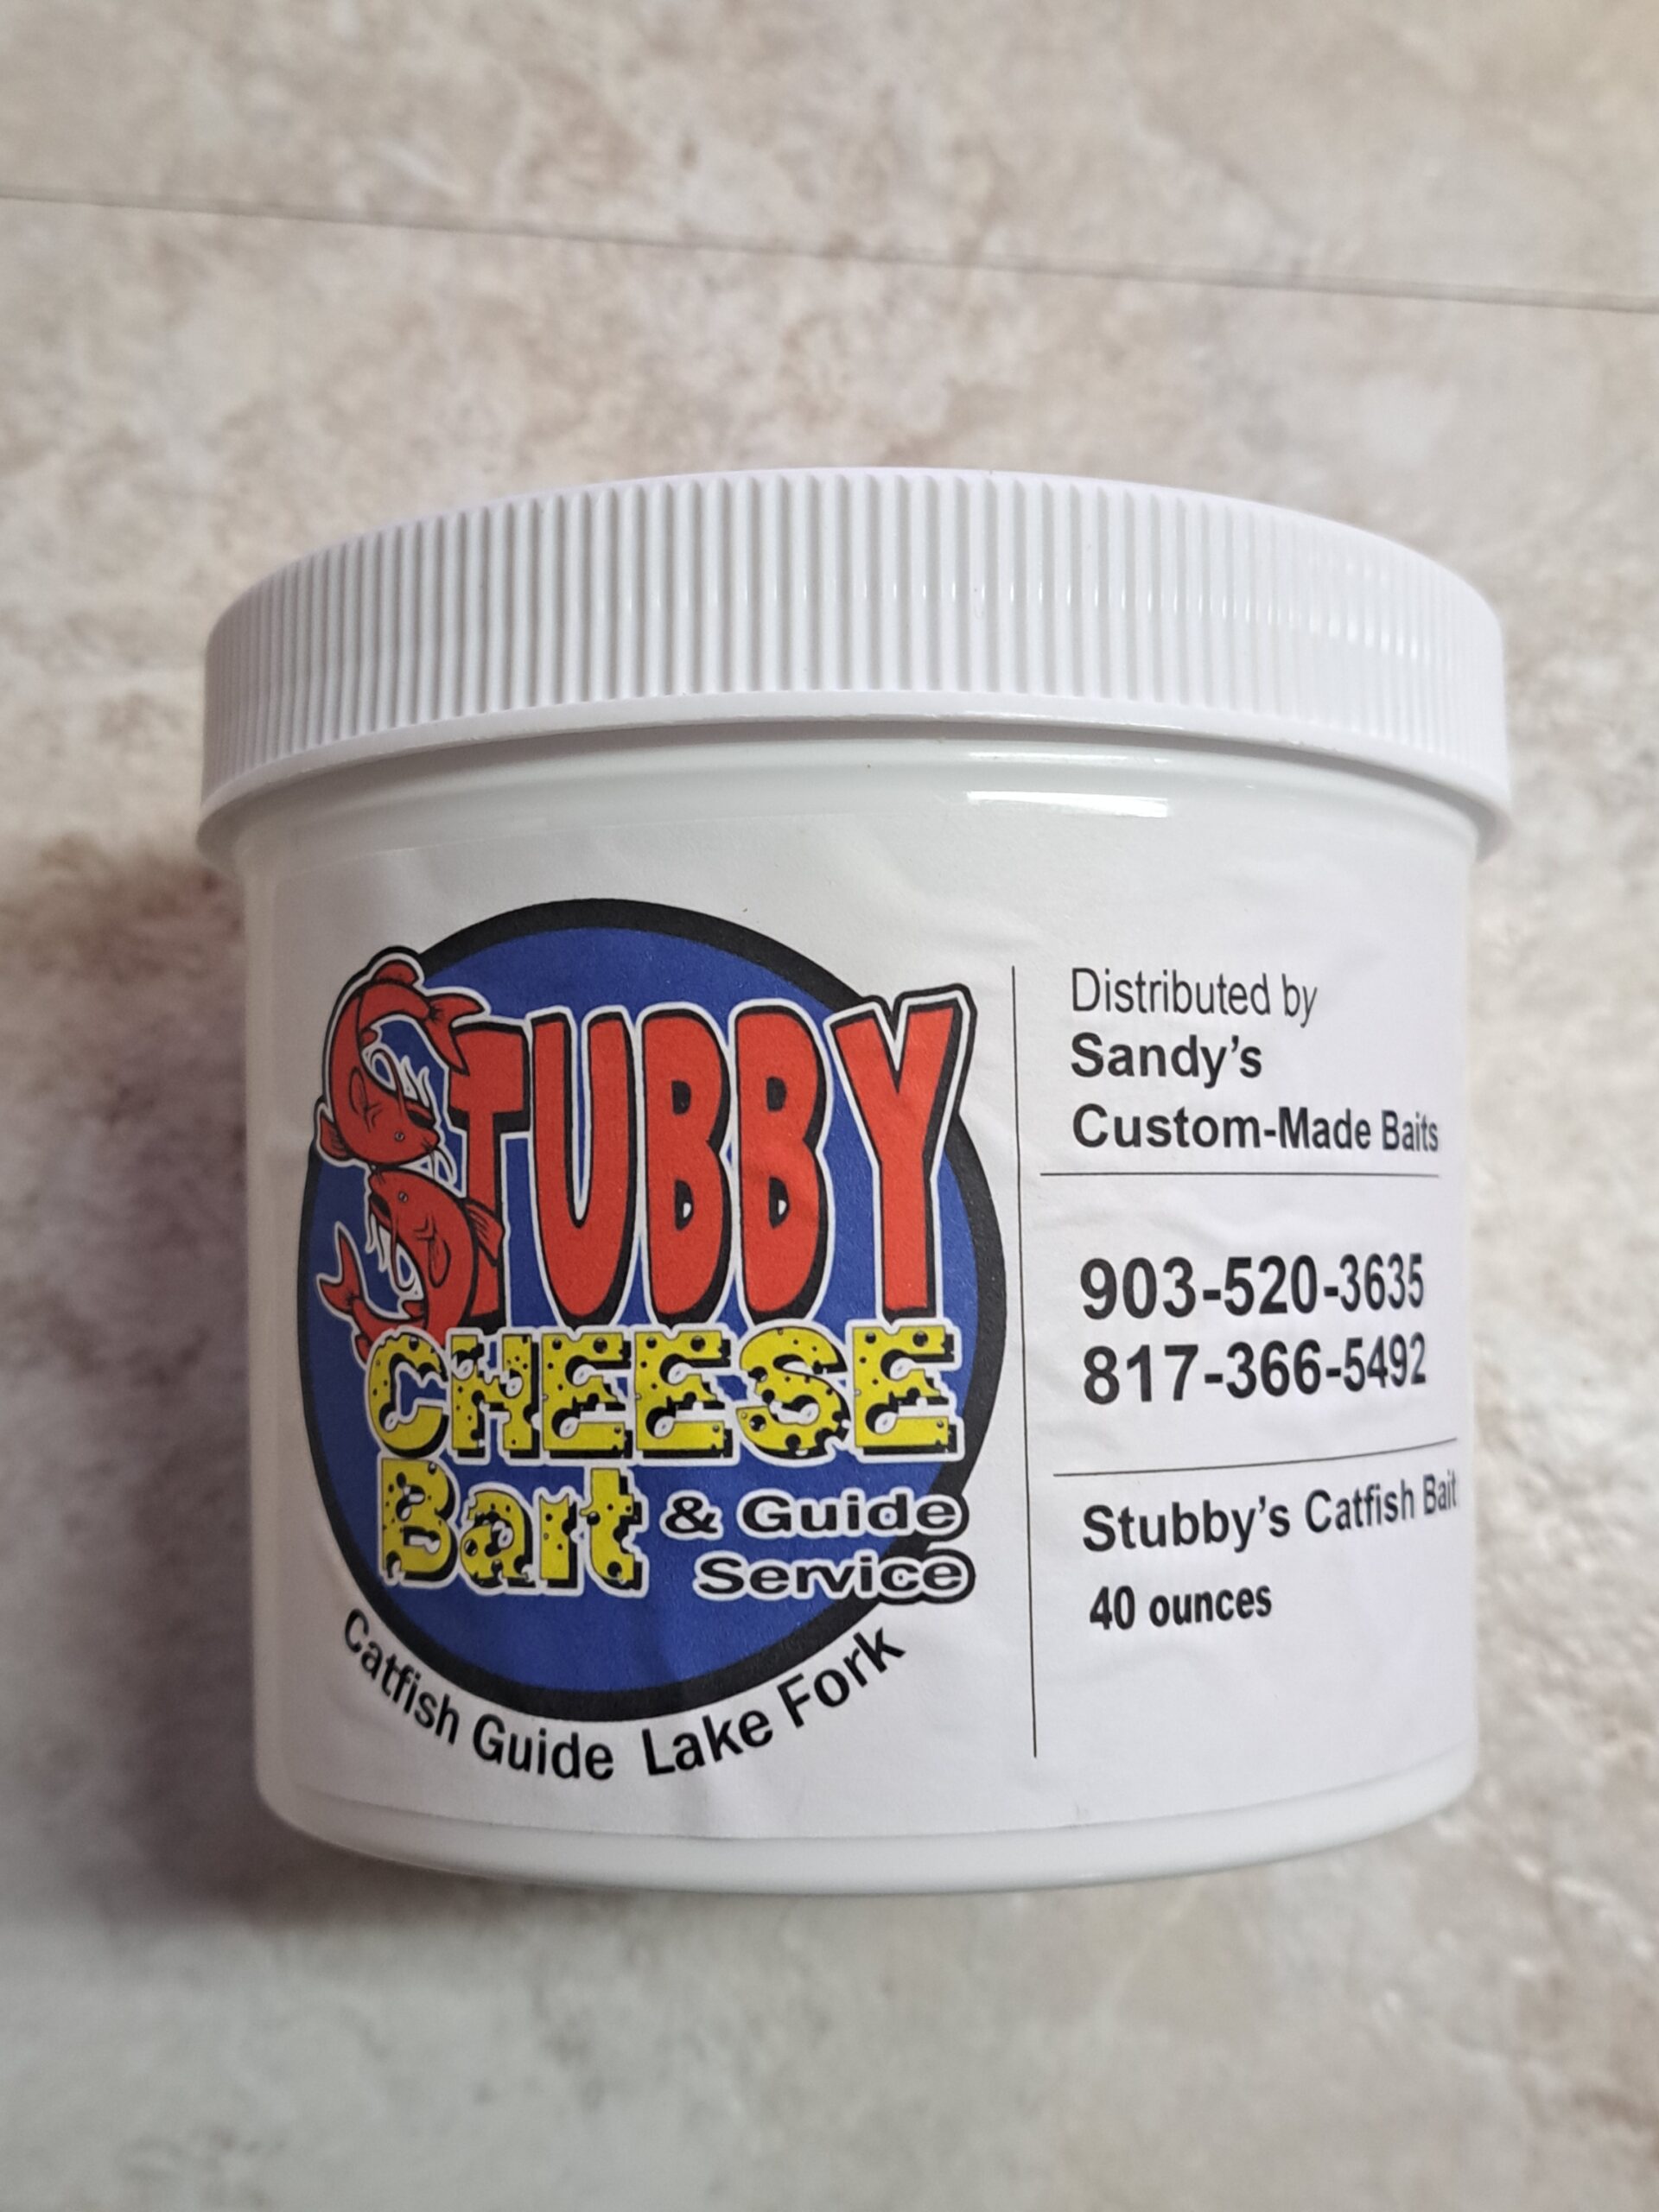 STUBBY
CHEESE
Bait & Guide
Service
Catfish Guide Lake Fork
Distributed by
Sandy's
Custom-Made Baits
903-520-3635
817-366-5492
Stubby's Catfish Bait
40 ounces